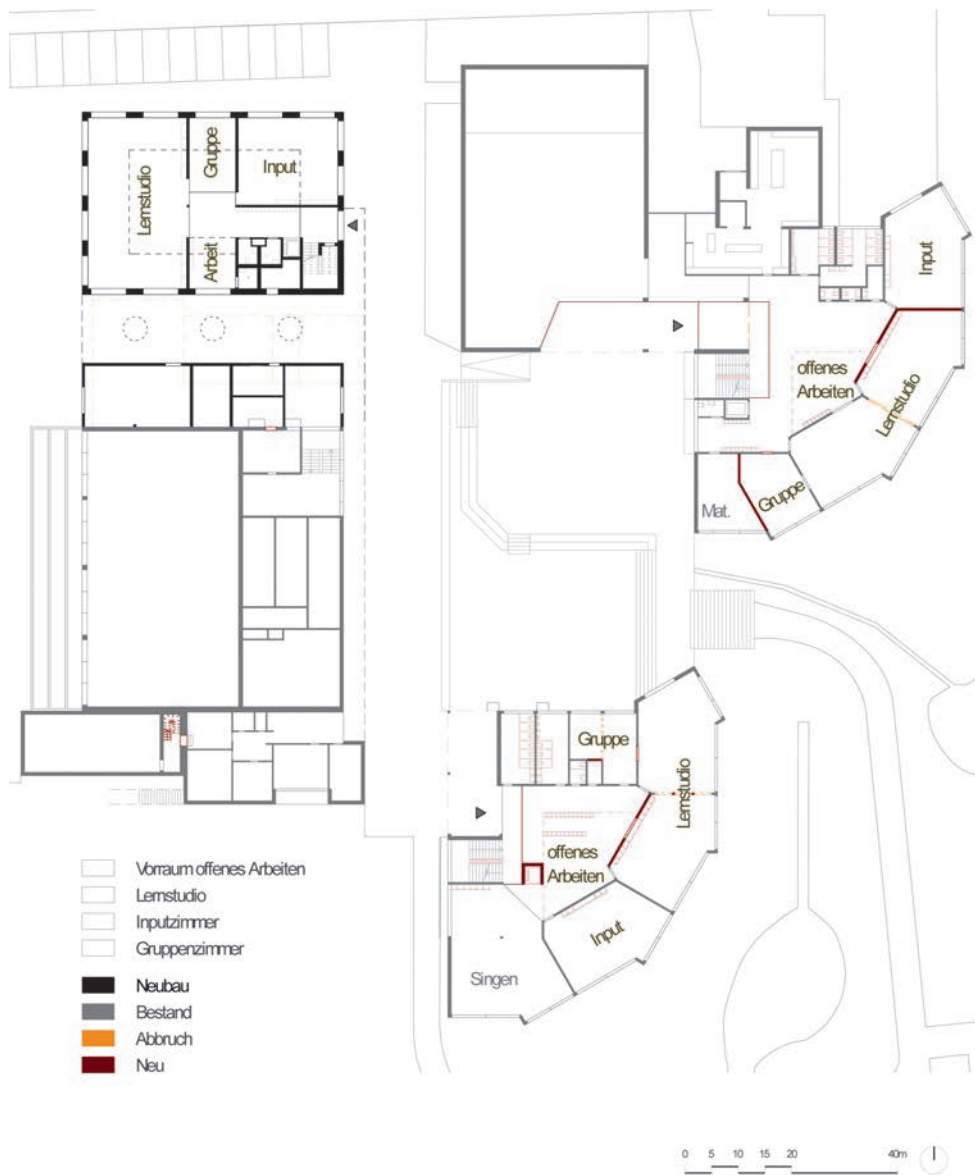 Lernstudio
Gruppe
Input
Arbeit
Input
offenes
Arbeiten
Lernstudio
Mat.
Gruppe
Gruppe
Lernstudio
offenes
Arbeiten
Input
Singen
Vorraum offenes Arbeiten
Lernstudio
Inputzimmer
Gruppenzimmer
Neubau
Bestand
Abbruch
Neu
0 5 10 15 20 40m